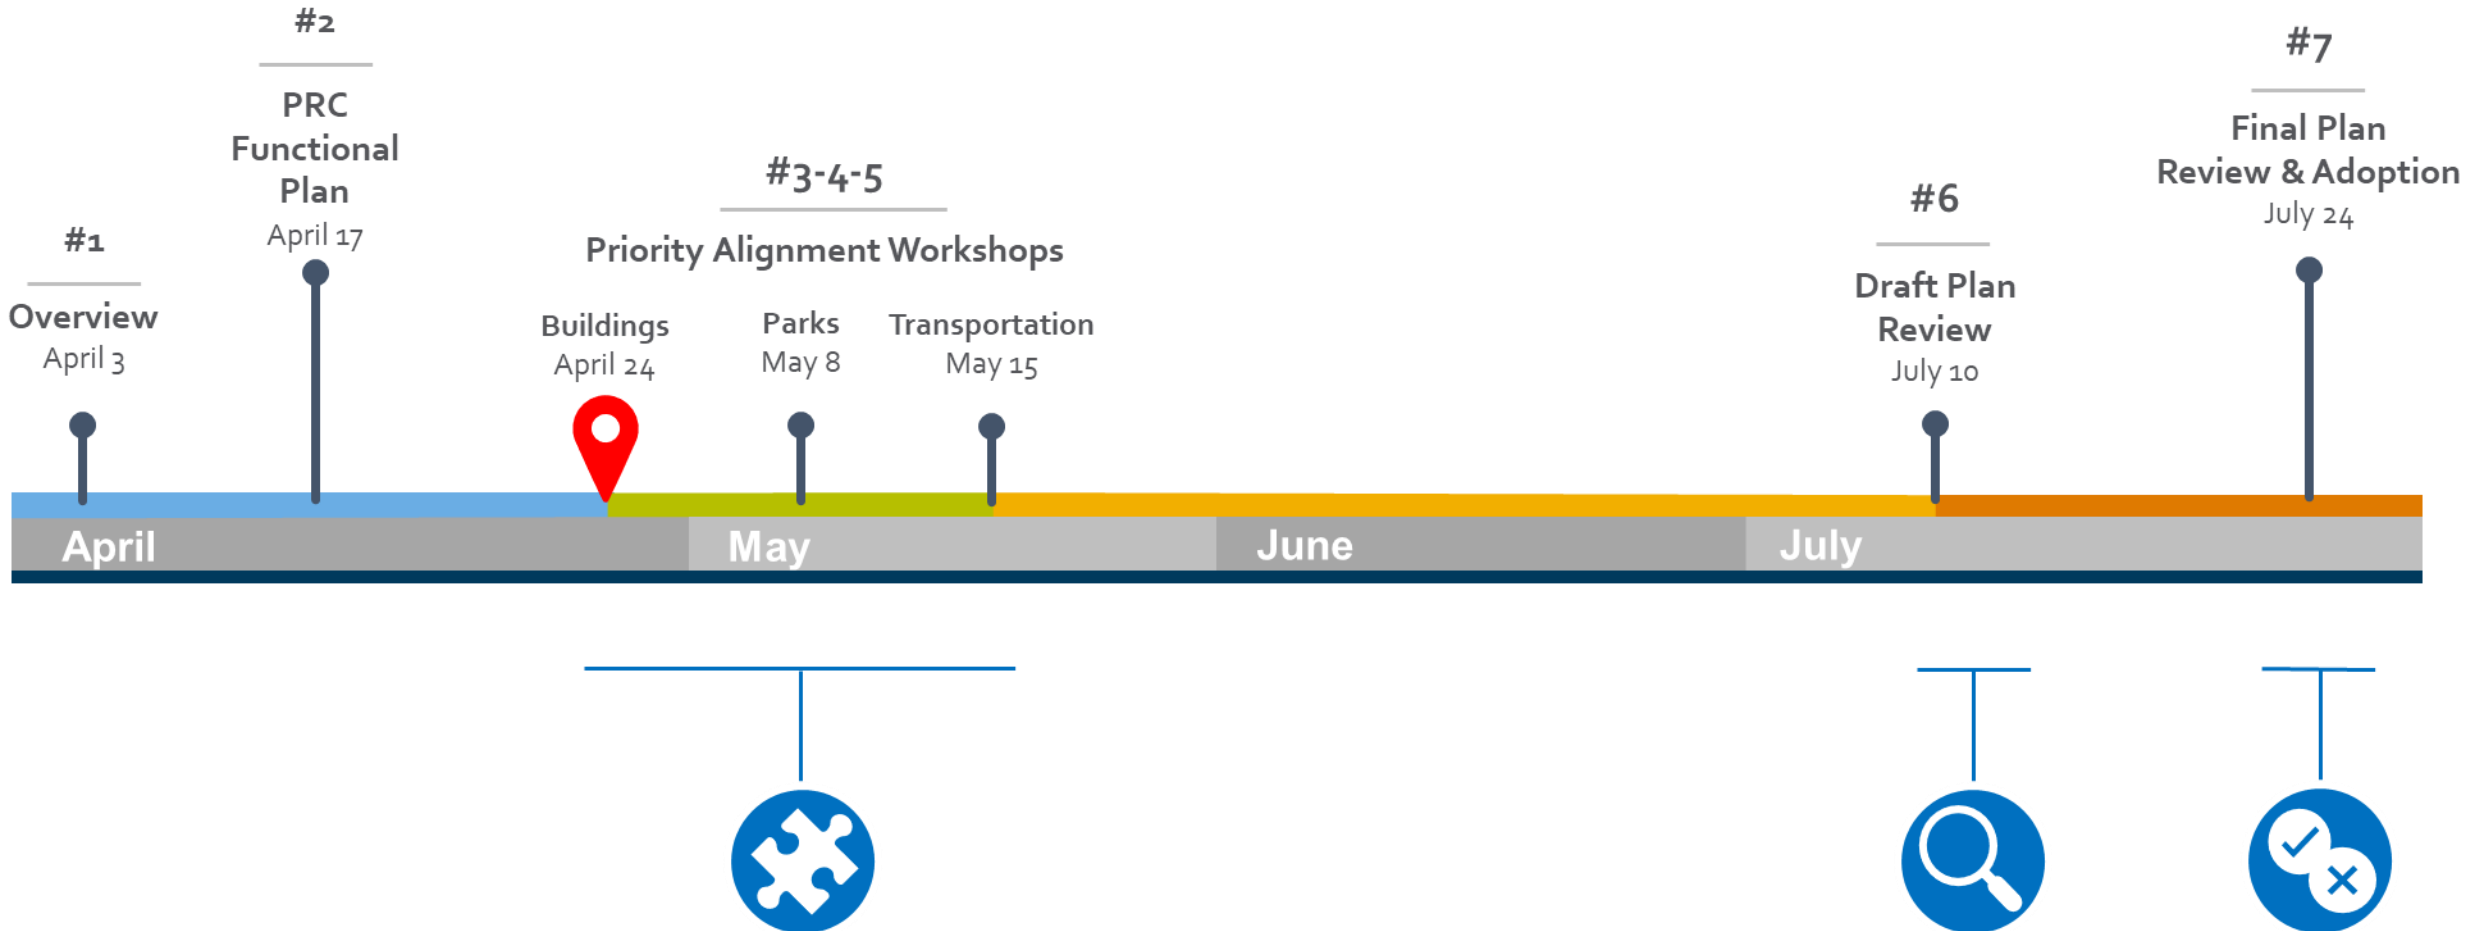 #1
Overview
April 3
#2
PRC
Functional
Plan
April 17
#3-4-5
Priority Alignment Workshops
Buildings
April 24
Parks
May 8
Transportation
May 15
#6
Draft Plan
Review
July 10
#7
Final Plan
Review & Adoption
July 24
April
May
June
July